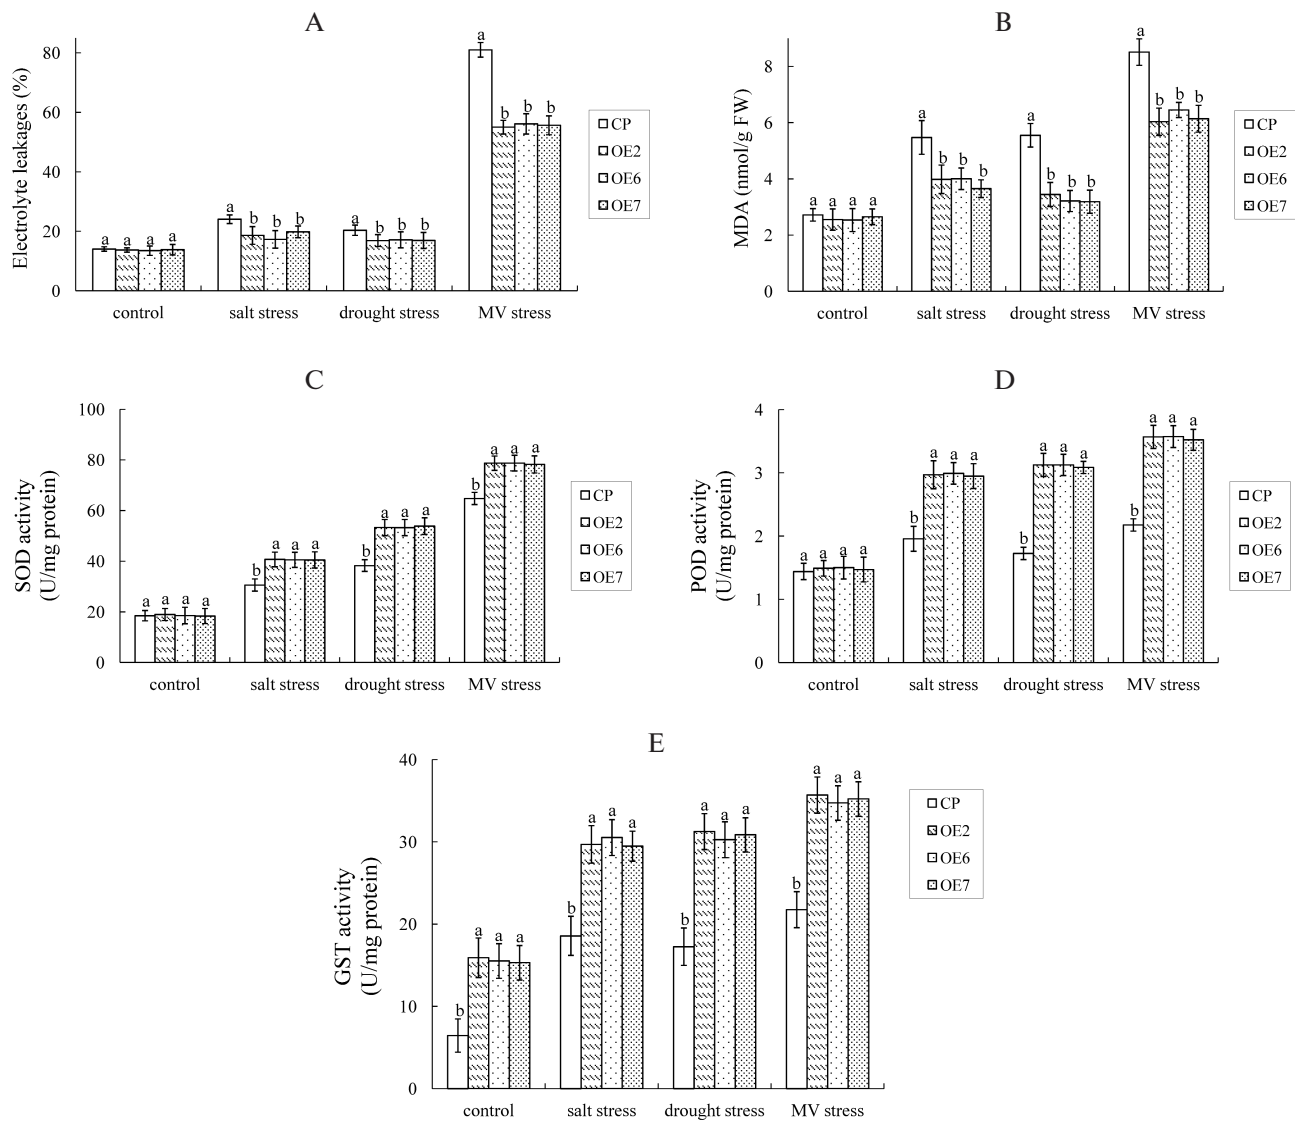 A
Electrolyte leakages (%)
80
60
40
20
0
a
a
a
a
a
b
b
b
a
b
b
b
a
b
b
b
control
salt stress
drought stress
MV stress
CP
OE2
OE6
OE7
B
MDA (nmol/g FW)
8
6
4
2
0
a
a
a
a
a
b
b
b
a
b
b
b
a
b
b
b
control
salt stress
drought stress
MV stress
CP
OE2
OE6
OE7
C
SOD activity
(U/mg protein)
100
80
60
40
20
0
a
a
a
a
b
a
a
a
b
a
a
a
b
a
a
a
control
salt stress
drought stress
MV stress
CP
OE2
OE6
OE7
D
POD activity
(U/mg protein)
4
3
2
1
0
a
a
a
a
b
a
a
a
b
a
a
a
b
a
a
a
control
salt stress
drought stress
MV stress
CP
OE2
OE6
OE7
E
GST activity
(U/mg protein)
40
30
20
10
0
b
a
a
a
b
a
a
a
b
a
a
a
b
a
a
a
control
salt stress
drought stress
MV stress
CP
OE2
OE6
OE7